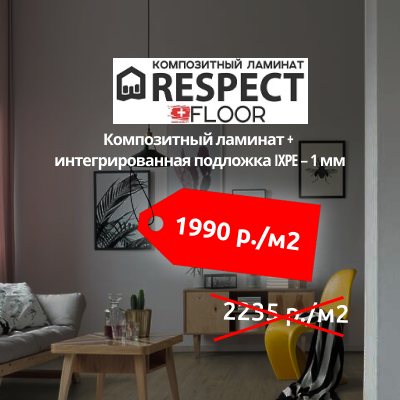 КОМПОЗИТНЫЙ ЛАМИНАТ
RESPECT
FLOOR
Композитный ламинат +
интегрированная подложка IXPE – 1 мм
1990 р./м2
2235 р./м2